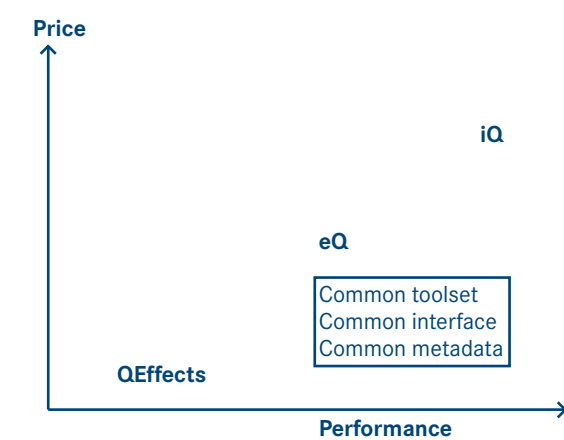 Price
iQ
eQ
Common toolset
Common interface
Common metadata
QEffects
Performance